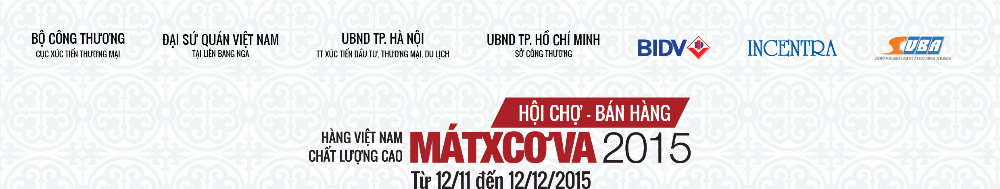 BỘ CÔNG THƯƠNG
CỤC XÚC TIẾN THƯƠNG MẠI
ĐẠI SỨ QUÁN VIỆT NAM
TẠI LIÊN BANG NGA
UBND TP. HÀ NỘI
TT XÚC TIẾN ĐẦU TƯ, THƯƠNG MẠI, DU LỊCH
UBND TP. HỒ CHÍ MINH
SỞ CÔNG THƯƠNG
BIDV
INCENTRA
VBA
VIETNAM BUSINESSMEN'S ASSOCIATION IN RUSSIA
HỘI CHỢ - BÁN HÀNG
HÀNG VIỆT NAM
CHẤT LƯỢNG CAO
MÁTXCƠVA 2015
Từ 12/11 đến 12/12/2015